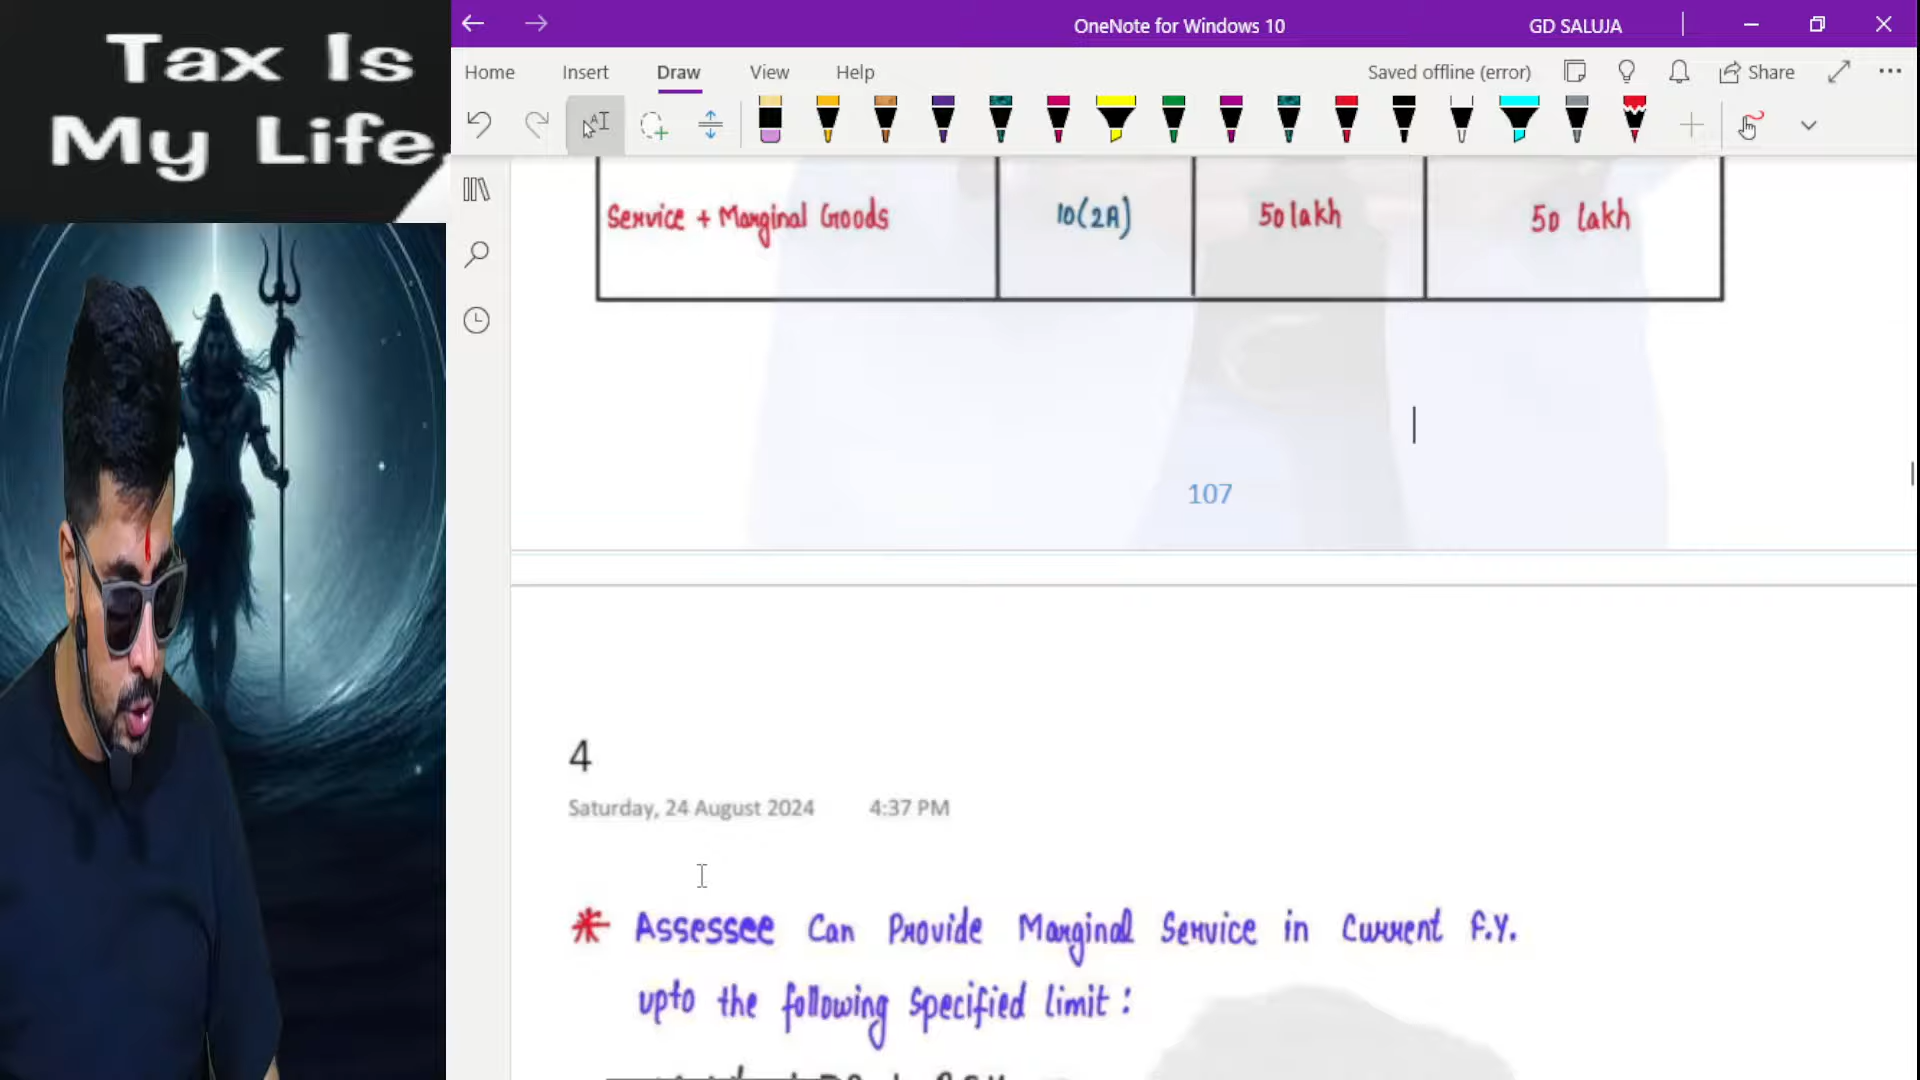 Tax Is
My Life
OneNote for Windows 10
GD SALUJA
Home
Insert
Draw
View
Help
Saved offline (error)
Share
Service + Marginal Goods
10(2A)
50 lakh
50 lakh
107
4
Saturday, 24 August 2024
4:37 PM
* Assessee Can Provide Marginal Service in Current F.Y.
upto the following Specified limit: